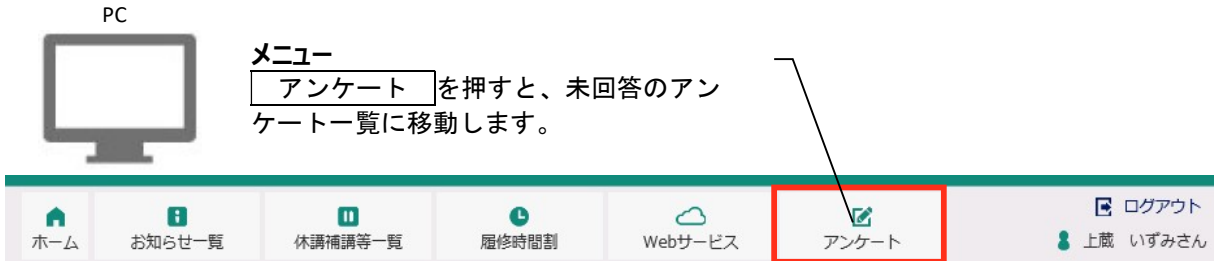 PC
メニュー
アンケート を押すと、未回答のアン
ケート一覧に移動します。
ホーム お知らせ一覧 休講補講等一覧 履修時間割 Webサービス アンケート ログアウト
上蔵 いずみさん